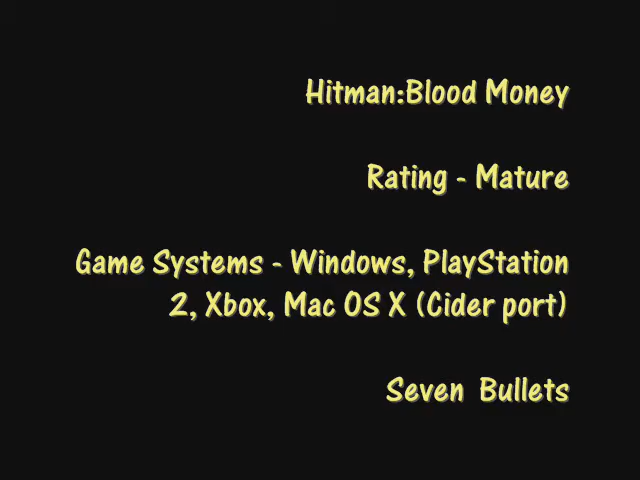 Hitman:Blood Money
Rating - Mature
Game Systems - Windows, PlayStation
2, Xbox, Mac OS X (Cider port)
Seven Bullets